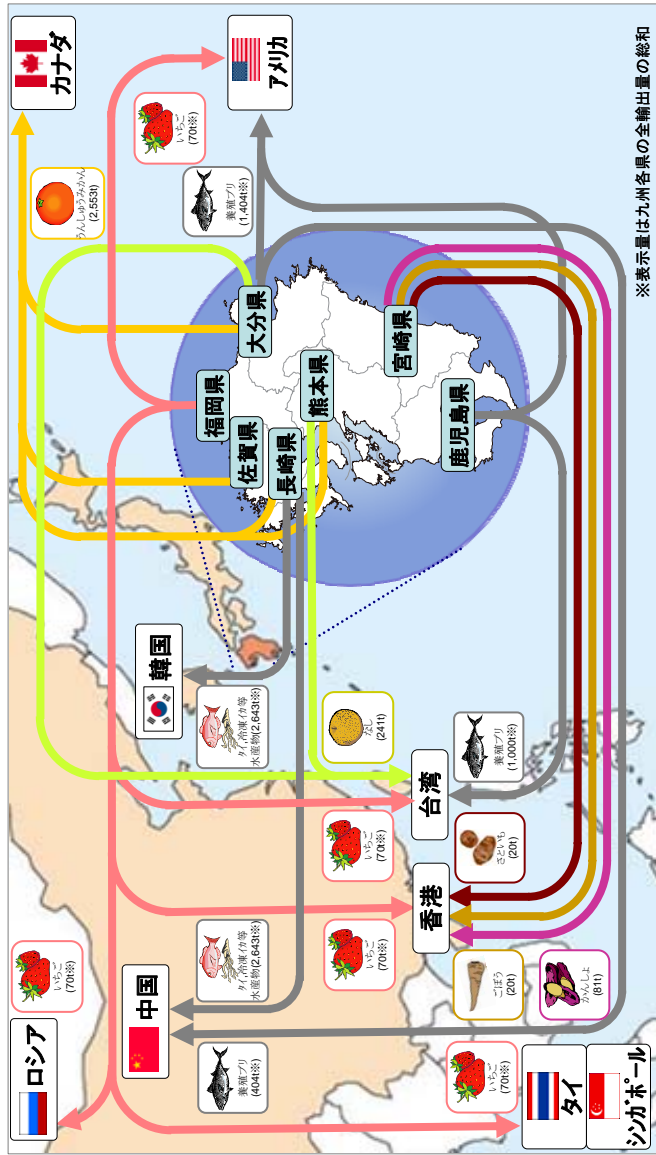 ロシア
いちご
(70t※)
うんしゅうみかん
(2,553t)
カナダ
中国
韓国
いちご
(70t※)
養殖ブリ
(404t※)
タイ,冷凍イカ等
水産物(2,643t※)
タイ,冷凍イカ等
水産物(2,643t※)
養殖ブリ
(1,404t※)
アメリカ
福岡県
佐賀県
大分県
長崎県
熊本県
いちご
(70t※)
いちご
(70t※)
なし
(241t)
宮崎県
香港
台湾
鹿児島県
いちご
(70t※)
ごぼう
(20t)
さといも
(20t)
養殖ブリ
(1,000t※)
タイ
かんしょ
(811t)
シンガポール
※表示量は九州各県の全輸出量の総和